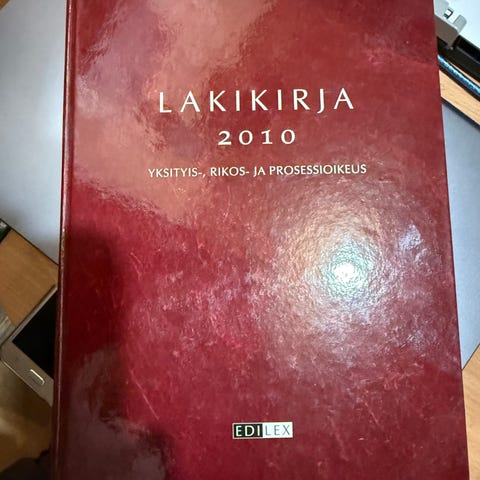 LAKIKIRJA
2010
YKSITYIS-, RIKOS- JA PROSESSIOIKEUS
EDILEX